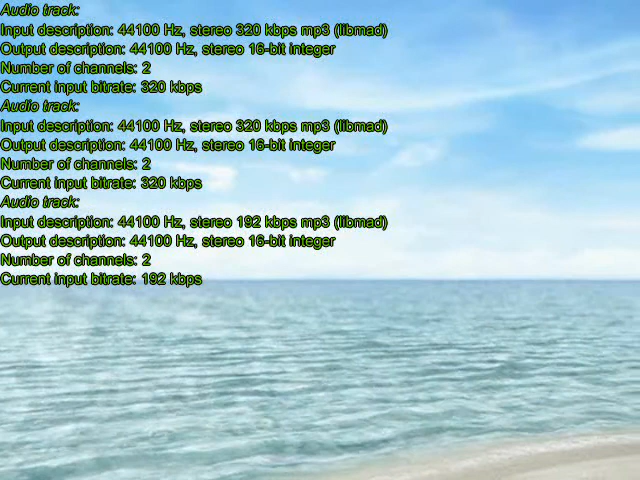 Audio track:
Input description: 44100 Hz, stereo 320 kbps mp3 (libmad)
Output description: 44100 Hz, stereo 16-bit integer
Number of channels: 2
Current input bitrate: 320 kbps
Audio track:
Input description: 44100 Hz, stereo 320 kbps mp3 (libmad)
Output description: 44100 Hz, stereo 16-bit integer
Number of channels: 2
Current input bitrate: 320 kbps
Audio track:
Input description: 44100 Hz, stereo 192 kbps mp3 (libmad)
Output description: 44100 Hz, stereo 16-bit integer
Number of channels: 2
Current input bitrate: 192 kbps